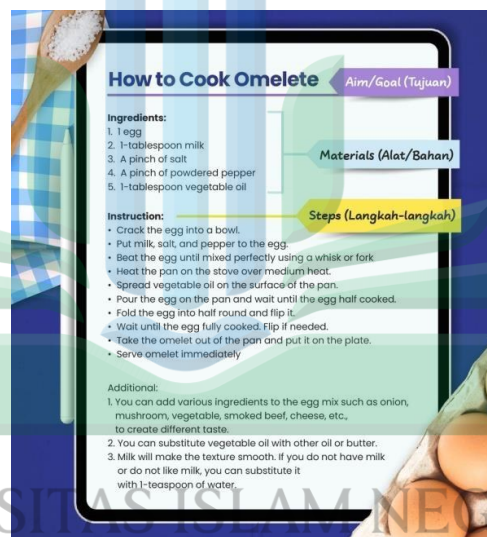 How to Cook Omelete
Aim/Goal (Tujuan)
Ingredients:
1. 1 egg
2. 1-tablespoon milk
3. A pinch of salt
4. A pinch of powdered pepper
5. 1-tablespoon vegetable oil
Materials (Alat/Bahan)
Instruction:
Steps (Langkah-langkah)
• Crack the egg into a bowl.
• Put milk, salt, and pepper to the egg.
• Beat the egg until mixed perfectly using a whisk or fork
• Heat the pan on the stove over medium heat.
• Spread vegetable oil on the surface of the pan.
• Pour the egg on the pan and wait until the egg half cooked.
• Fold the egg into half round and flip it.
• Wait until the egg fully cooked. Flip if needed.
• Take the omelet out of the pan and put it on the plate.
• Serve omelet immediately
Additional:
1. You can add various ingredients to the egg mix such as onion,
mushroom, vegetable, smoked beef, cheese, etc.,
to create different taste.
2. You can substitute vegetable oil with other oil or butter.
3. Milk will make the texture smooth. If you do not have milk
or do not like milk, you can substitute it
with 1-teaspoon of water.
SITAS ISLAM NEG